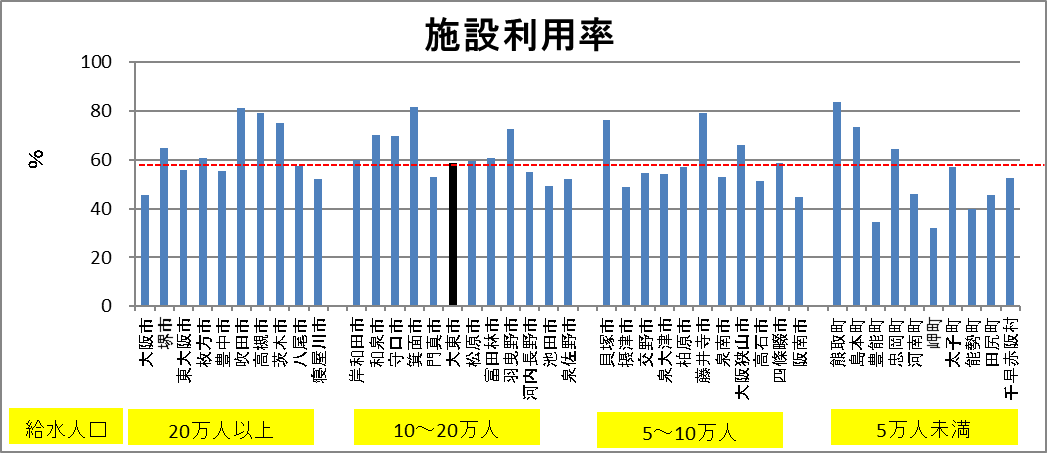 施設利用率
%
100
80
60
40
20
0
大阪市
堺市
東大阪市
枚方市
豊中市
吹田市
高槻市
茨木市
八尾市
寝屋川市
岸和田市
和泉市
守口市
箕面市
門真市
大東市
松原市
富田林市
羽曳野市
河内長野市
池田市
泉佐野市
貝塚市
摂津市
交野市
泉大津市
柏原市
藤井寺市
泉南市
大阪狭山市
高石市
四條畷市
阪南市
熊取町
島本町
豊能町
忠岡町
河南町
岬町
太子町
能勢町
田尻町
千早赤阪村
給水人口
20万人以上
10～20万人
5～10万人
5万人未満